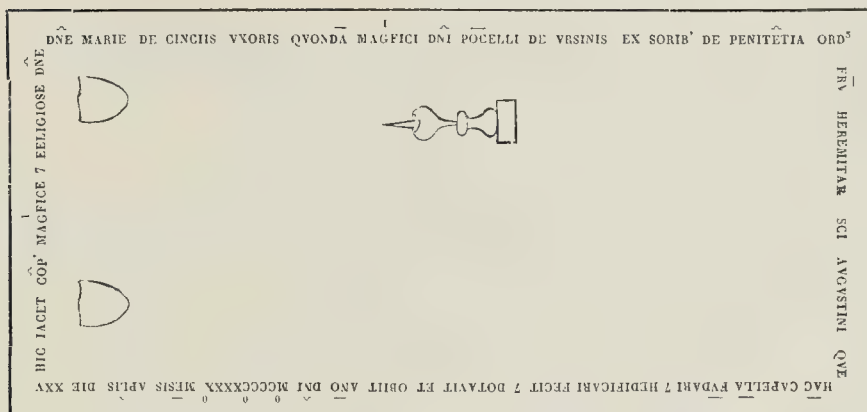 HIC IACET COP' MAGFICE 7 EELIGIOSE DNE
DNE MARIE DE CINCIIS VXORIS QVONDA MAGFICI DNI POCELLI DE VRSINIS EX SORIB' DE PENITETIA ORDS
FRV HEREMITAR SCI AVGVSTINI QVE
HAC CAPELLA FVDARI 7 HEDIFICARI FECIT 7 DOTAVIT ET OBIIT ANO DNI MCCCCXXXX MESIS APLIS DIE XXV